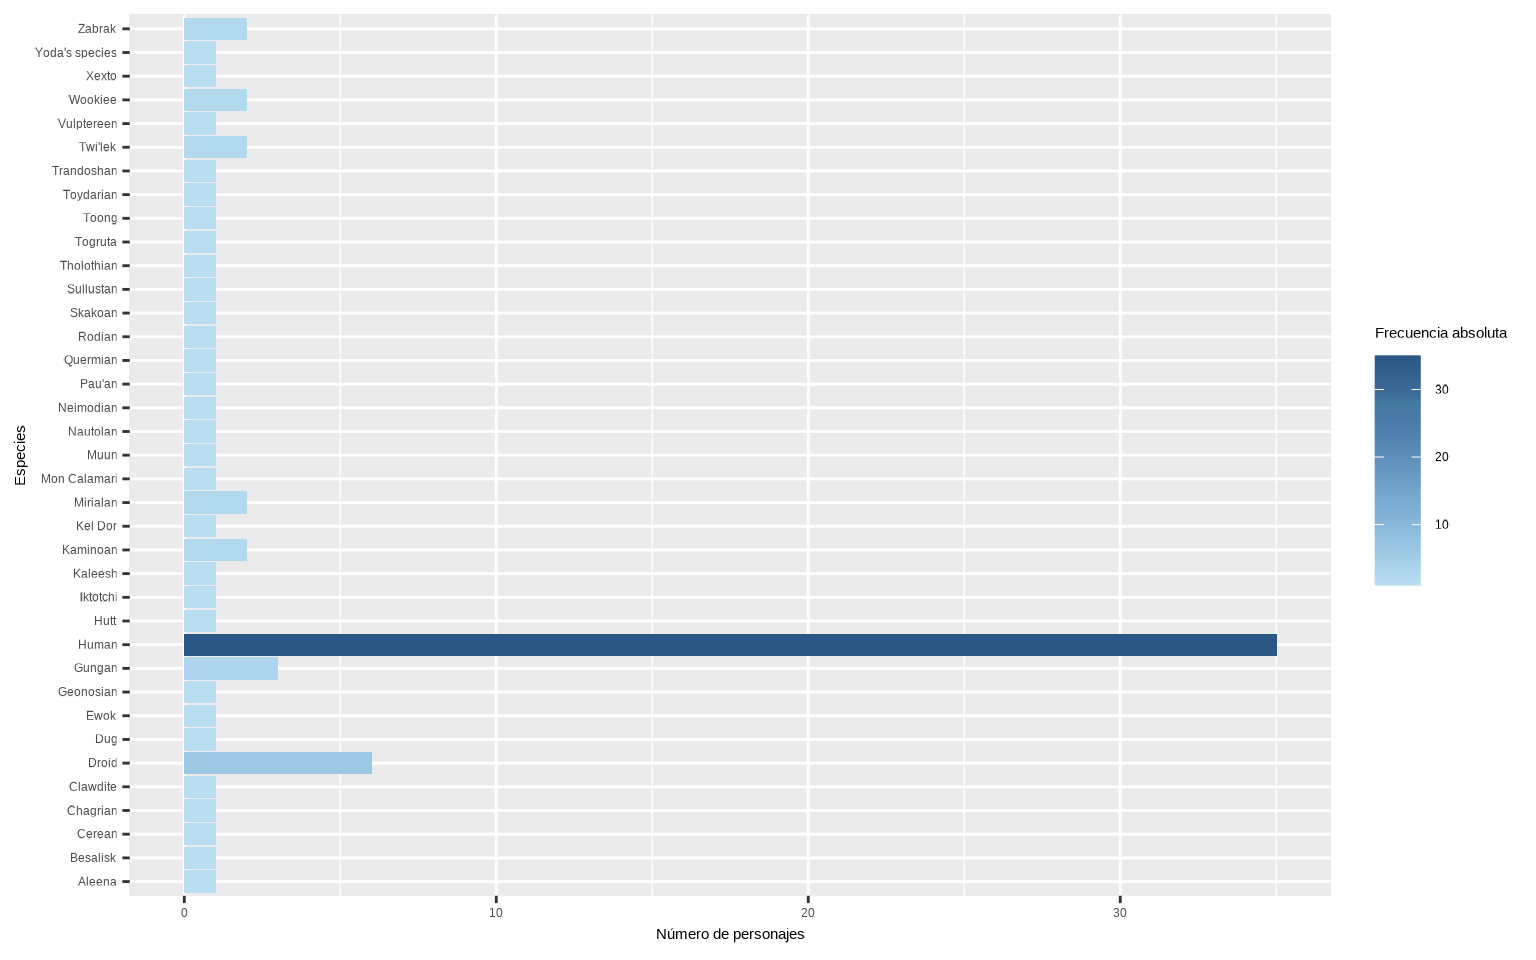 Zabrak
Yoda's species
Xexto
Wookiee
Vulptereen
Twi'lek
Trandoshan
Toydarian
Toong
Togruta
Tholothian
Sullustan
Skakoan
Rodian
Quermian
Pau'an
Neimodian
Nautolan
Muun
Mon Calamari
Mirialan
Kel Dor
Kaminoan
Kaleesh
Iktotchi
Hutt
Human
Gungan
Geonosian
Ewok
Dug
Droid
Clawdite
Chagrian
Cerean
Besalisk
Aleena
Especies
0 10 20 30
Número de personajes
Frecuencia absoluta
30
20
10